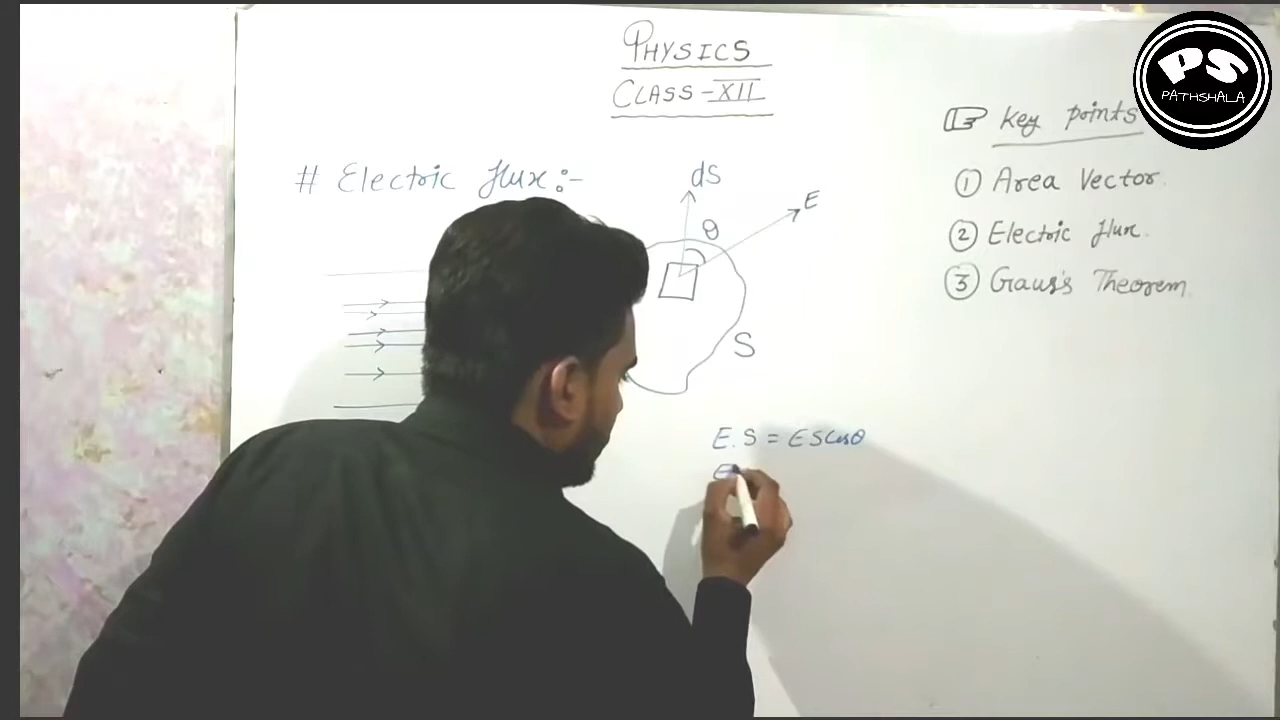 PHYSICS
CLASS-XII
PS
PATHSHALA
Key points
# Electric flux:-
① Area Vector.
② Electric flux.
③ Gauss's Theorem.
dS
E
θ
S
E.S = ES Cosθ